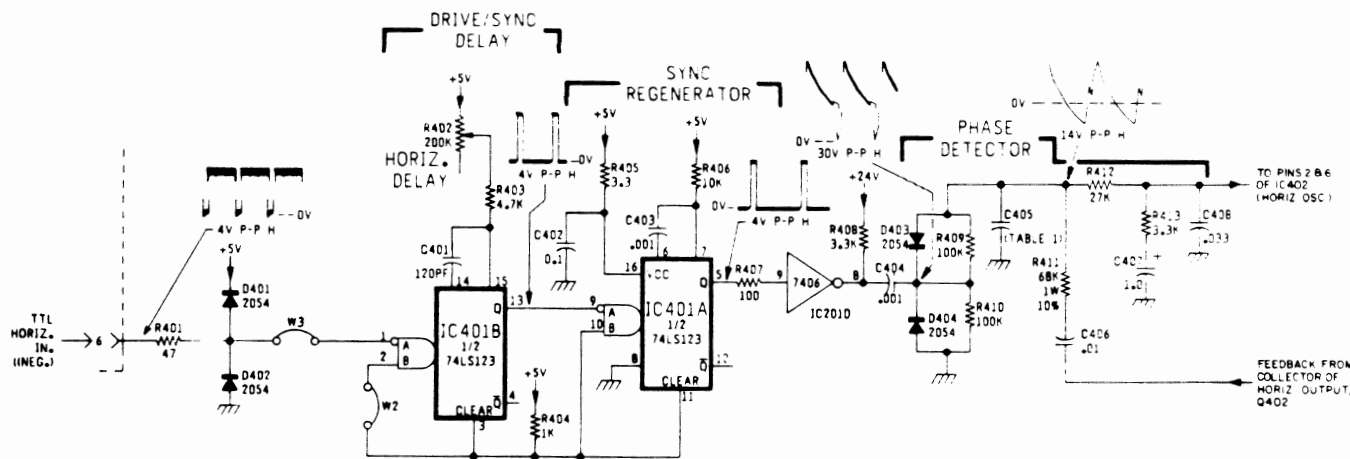 DRIVE/SYNC
DELAY
+5V
R402
200K
HORIZ.
DELAY
R403
4.7K
C401
120PF
4V P-P H
0V
SYNC
REGENERATOR
+5V
R405
3.3
C402
0.1
C403
.001
+5V
R406
10K
4V P-P H
0V
0V
30V P-P H
+24V
R408
3.3K
PHASE
DETECTOR
0V
14V P-P H
R412
27K
TO PINS 2 & 6
OF IC402
(HORIZ OSC)
C405
(TABLE 1)
R413
3.3K
C408
.033
1.0
+
R411
68K
1W
10%
C406
.01
FEEDBACK FROM
COLLECTOR OF
HORIZ OUTPUT,
Q402
D403
2054
R409
100K
D404
2054
R410
100K
C404
.001
8
7406
IC201D
9
R407
100
5
0V
4V P-P H
+5V
D401
2054
TTL
HORIZ.
IN.
(NEG.)
6
R401
47
D402
2054
W3
W2
1
2
A
B
14
15
13
Q
IC401B
1/2
74LS123
Q
4
CLEAR
3
+5V
R404
1K
9
10
A
B
16
6
7
VCC
Q
IC401A
1/2
74LS123
8
Q
12
CLEAR
11